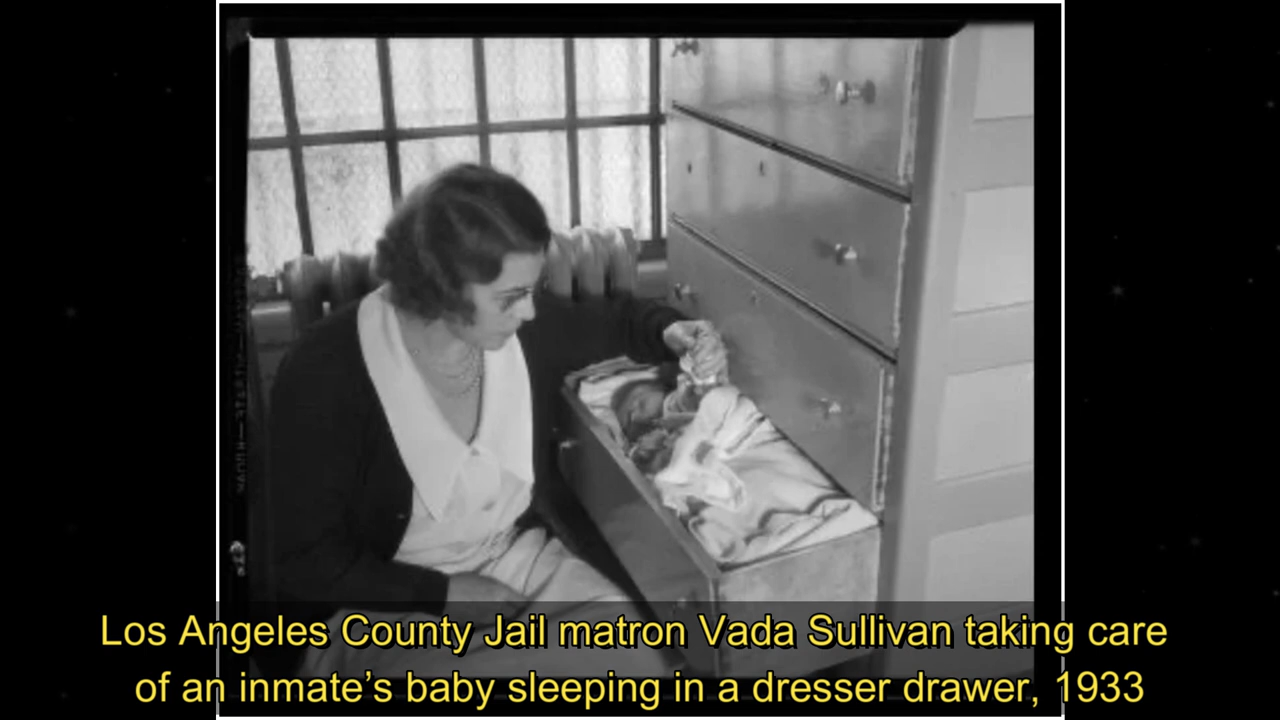 Los Angeles County Jail matron Vada Sullivan taking care
of an inmate’s baby sleeping in a dresser drawer, 1933